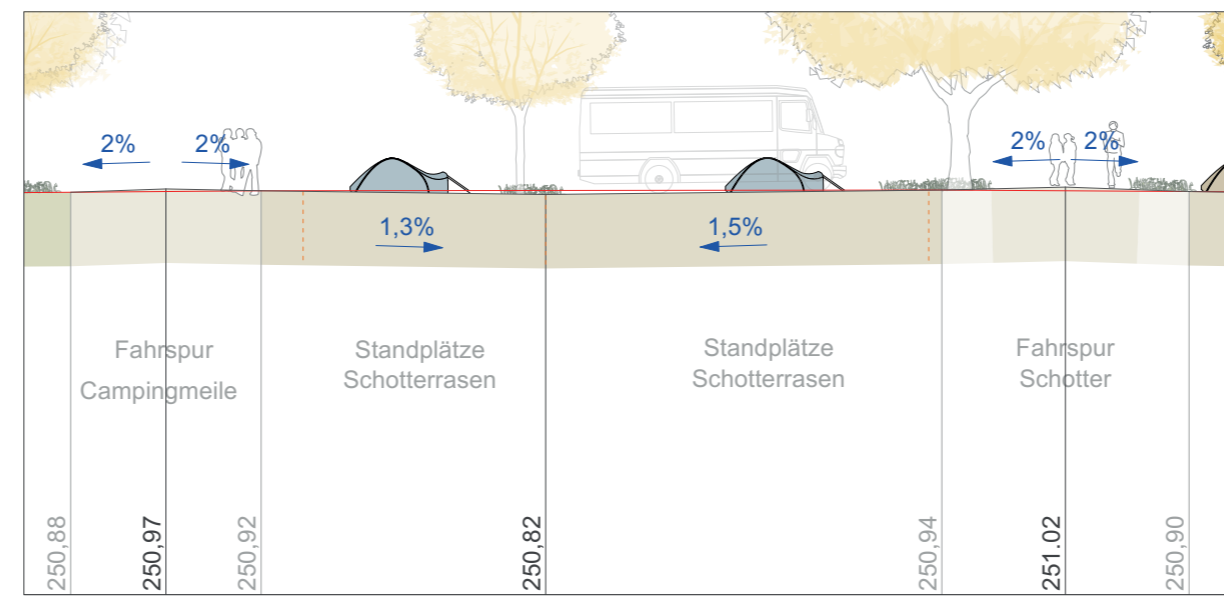 2%
2%
2%
2%
1,3%
1,5%
Fahrspur
Campingmeile
Standplätze
Schotterrasen
Standplätze
Schotterrasen
Fahrspur
Schotter
250,88
250,97
250,92
250,82
250,94
251.02
250,90